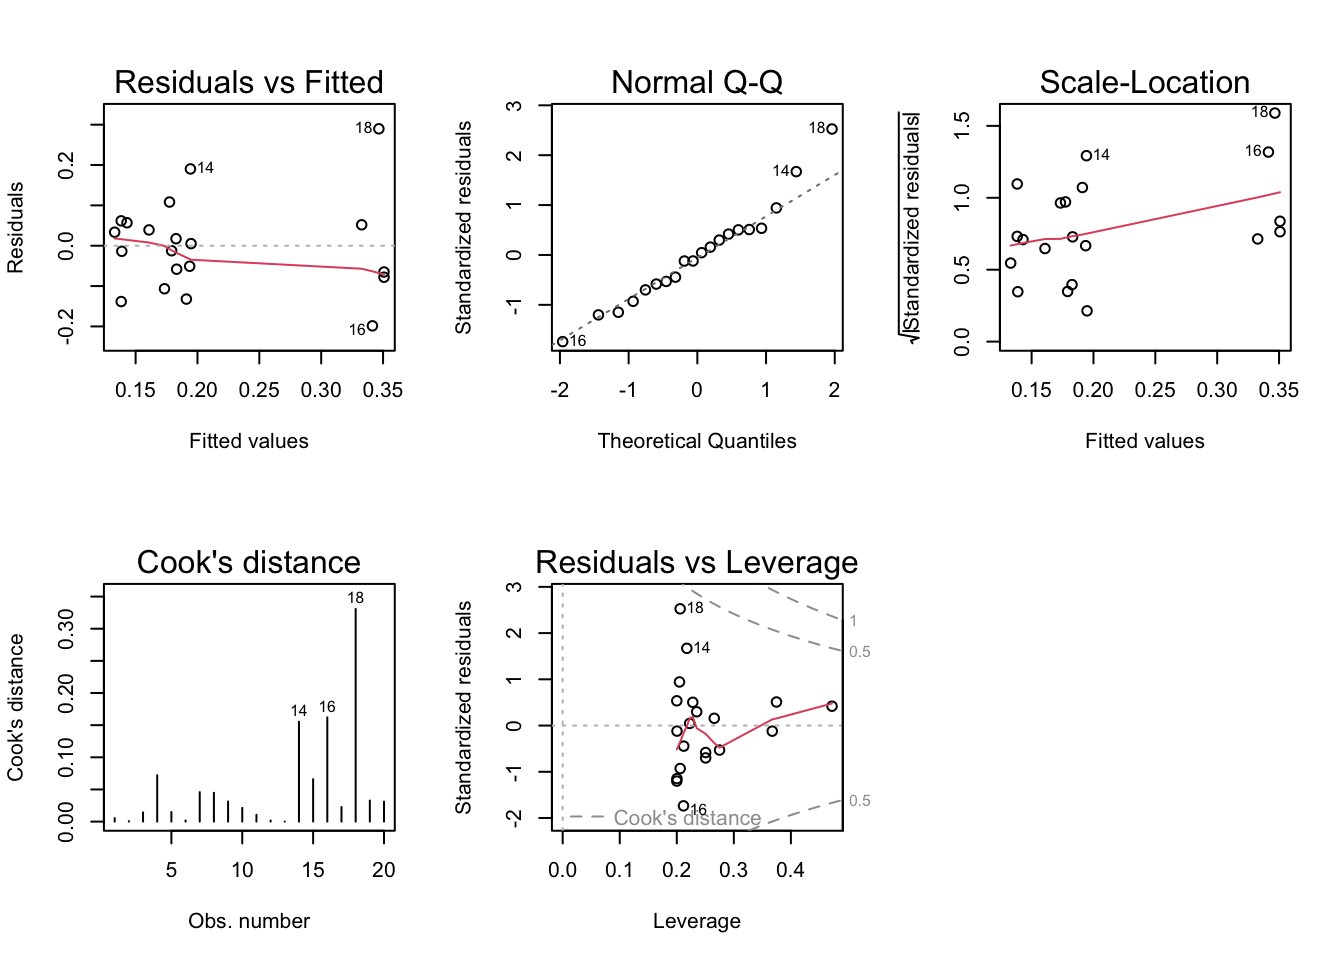 Residuals vs Fitted
Residuals
-0.2 0.0 0.2
18
14
16
0.15 0.20 0.25 0.30 0.35
Fitted values
Normal Q-Q
Standardized residuals
-1 0 1 2 3
18
14
16
-2 -1 0 1 2
Theoretical Quantiles
Scale-Location
√|Standardized residuals|
0.0 0.5 1.0 1.5
18
16
14
0.15 0.20 0.25 0.30 0.35
Fitted values
Cook's distance
Cook's distance
0.00 0.10 0.20 0.30
18
14
16
5 10 15 20
Obs. number
Residuals vs Leverage
Standardized residuals
-2 -1 0 1 2 3
18
14
16
1
0.5
0.5
Cook's distance
0.0 0.1 0.2 0.3 0.4
Leverage